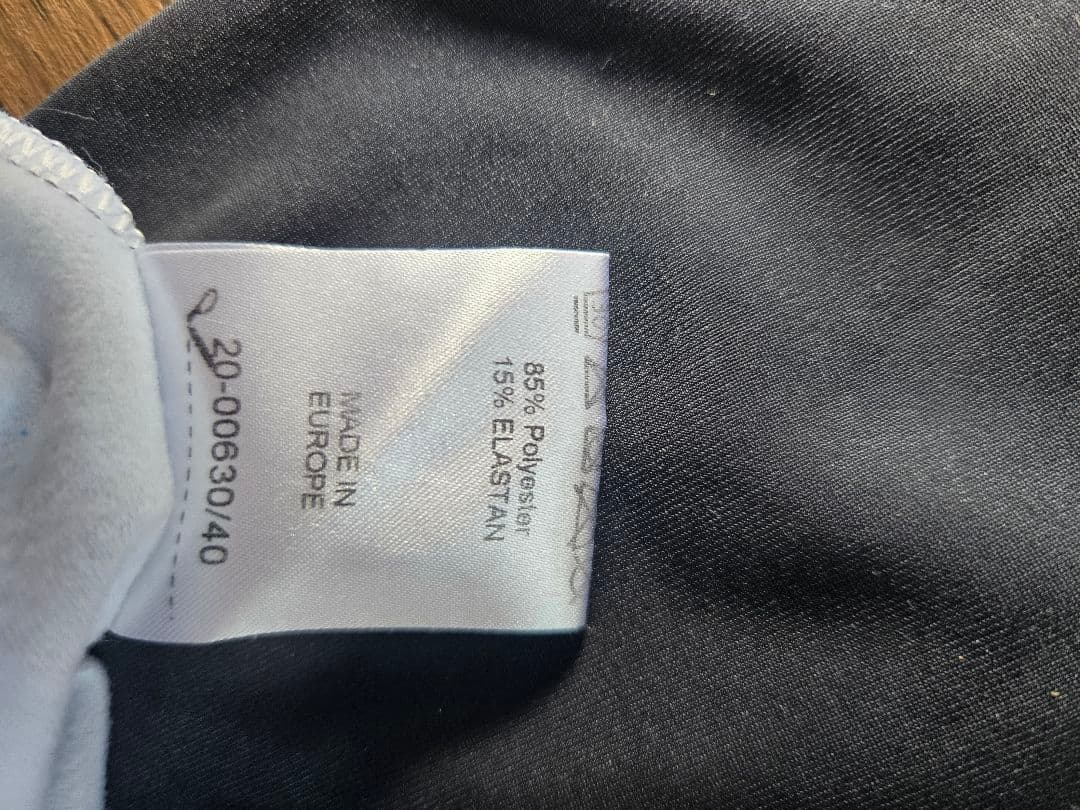 85% Polyester
15% ELASTAN
MADE IN
EUROPE
20-00630/40